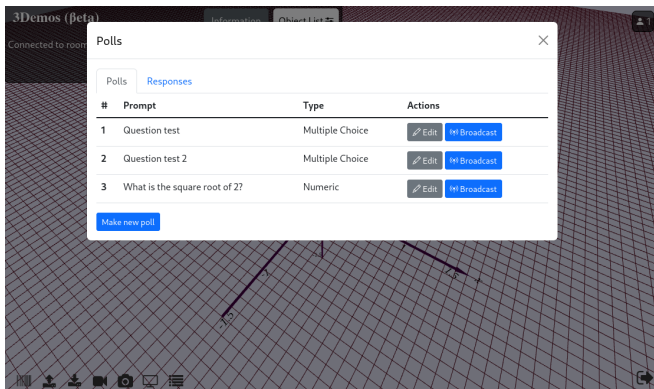 3Demos (βeta)
Information
Object List
Connected to room
1
Polls
Polls
Responses
# Prompt Type Actions
1 Question test Multiple Choice Edit Broadcast
2 Question test 2 Multiple Choice Edit Broadcast
3 What is the square root of 2? Numeric Edit Broadcast
Make new poll